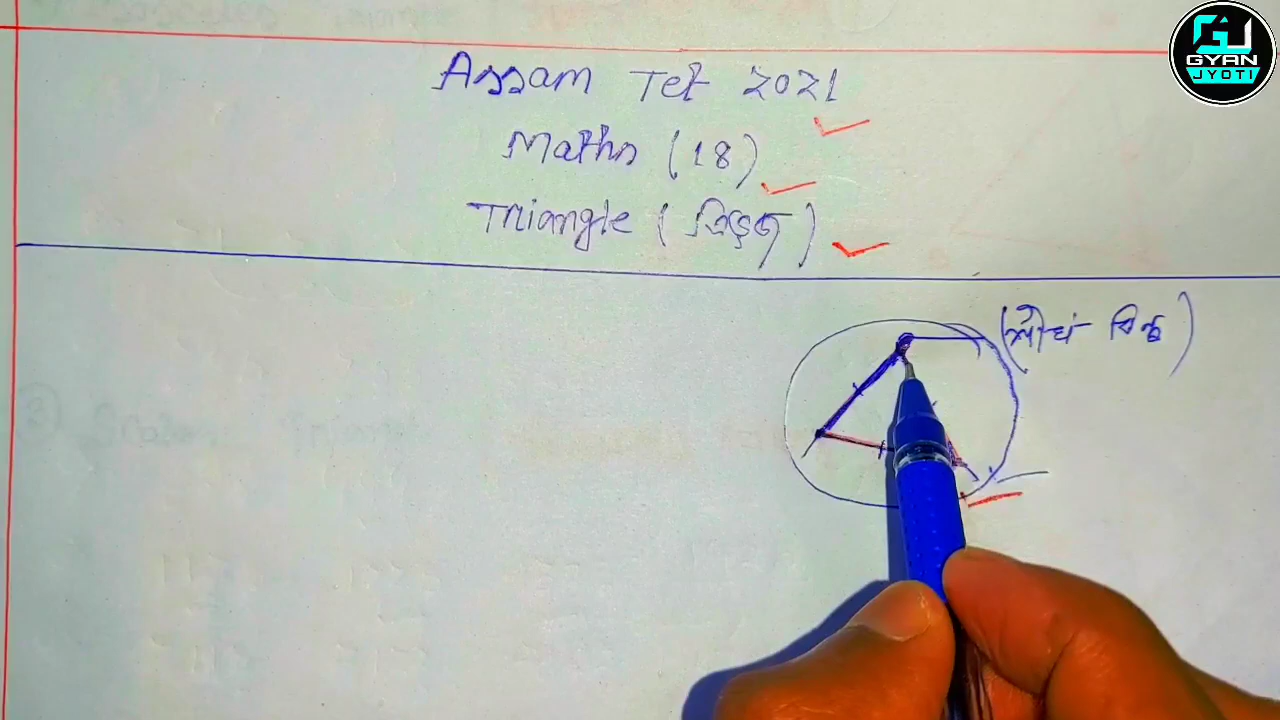 GYAN
JYOTI
Assam Tet 2021
Maths (18)
Triangle (ত্ৰিভুজ)
(শীৰ্ষ বিন্দু)